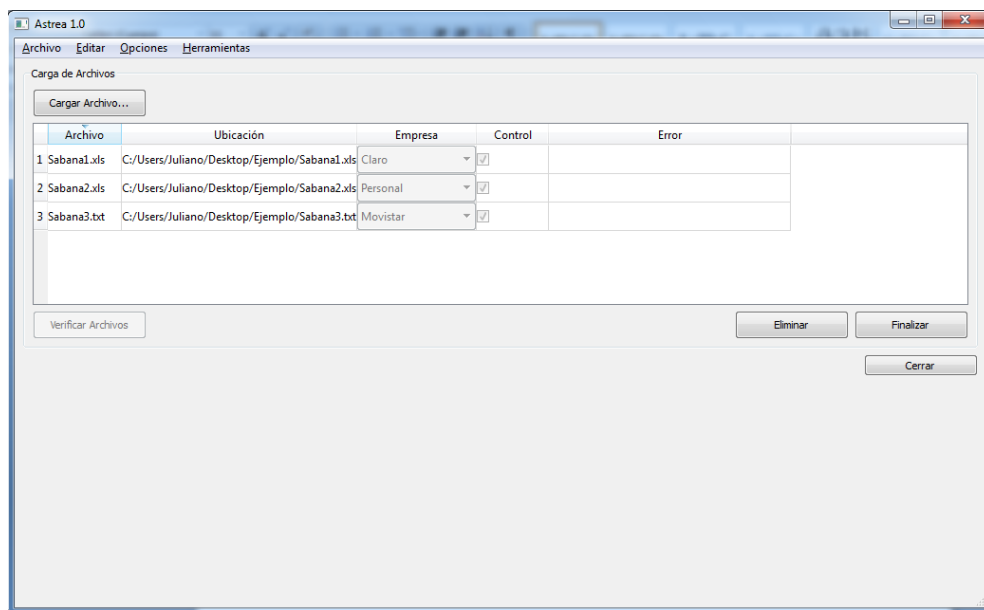 Astrea 1.0
Archivo Editar Opciones Herramientas
Carga de Archivos
Cargar Archivo...
Archivo Ubicación Empresa Control Error
1 Sabana1.xls C:/Users/Juliano/Desktop/Ejemplo/Sabana1.xls Claro
2 Sabana2.xls C:/Users/Juliano/Desktop/Ejemplo/Sabana2.xls Personal
3 Sabana3.txt C:/Users/Juliano/Desktop/Ejemplo/Sabana3.txt Movistar
Verificar Archivos Eliminar Finalizar
Cerrar